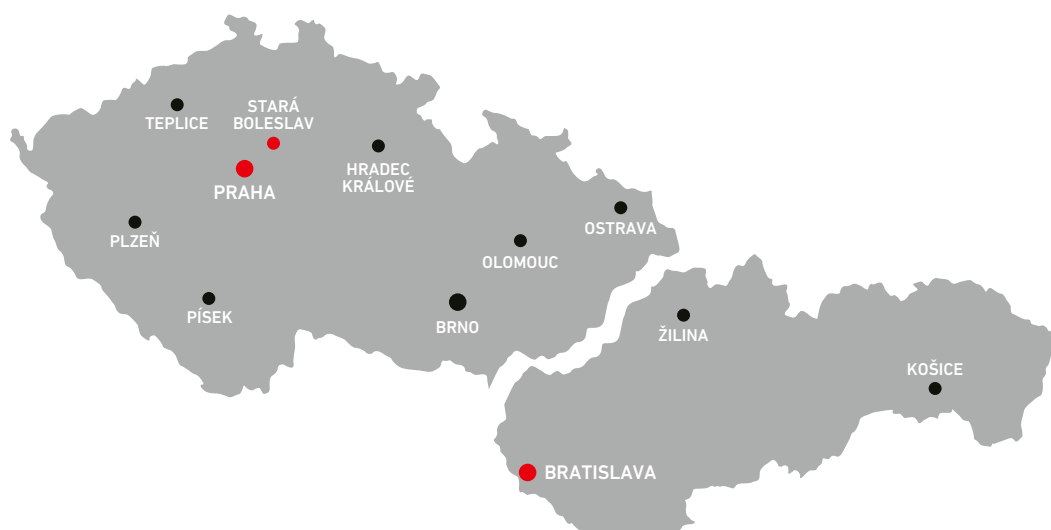 TEPLICE
STARÁ
BOLESLAV
HRADEC
KRÁLOVÉ
PRAHA
OSTRAVA
PLZEŇ
OLOMOUC
PÍSEK
BRNO
ŽILINA
KOŠICE
BRATISLAVA